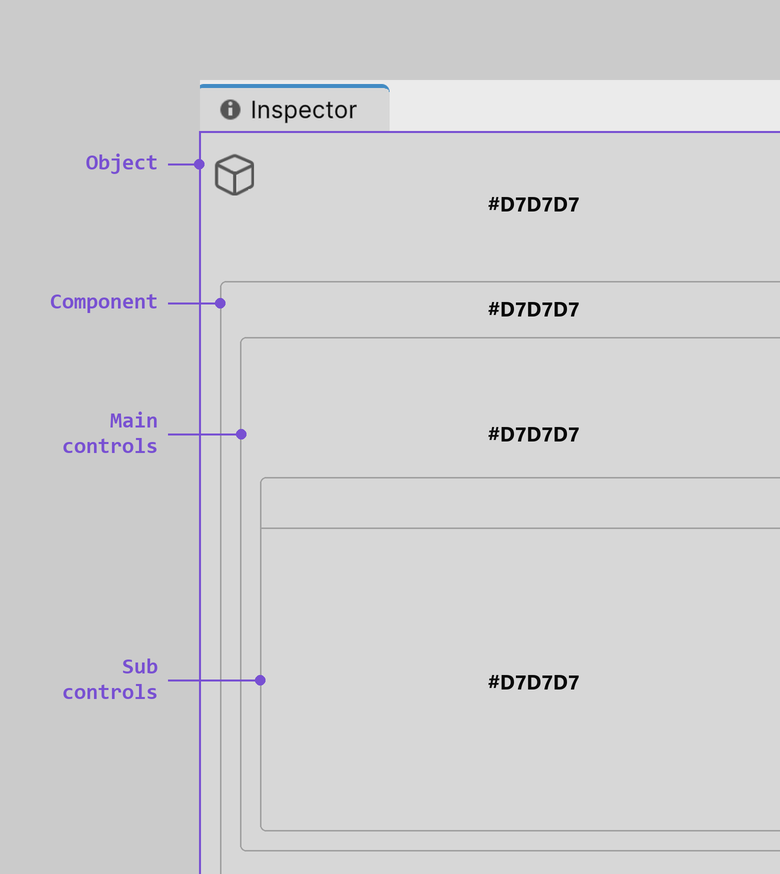 Inspector
Object
#D7D7D7
Component
#D7D7D7
Main
controls
#D7D7D7
Sub
controls
#D7D7D7